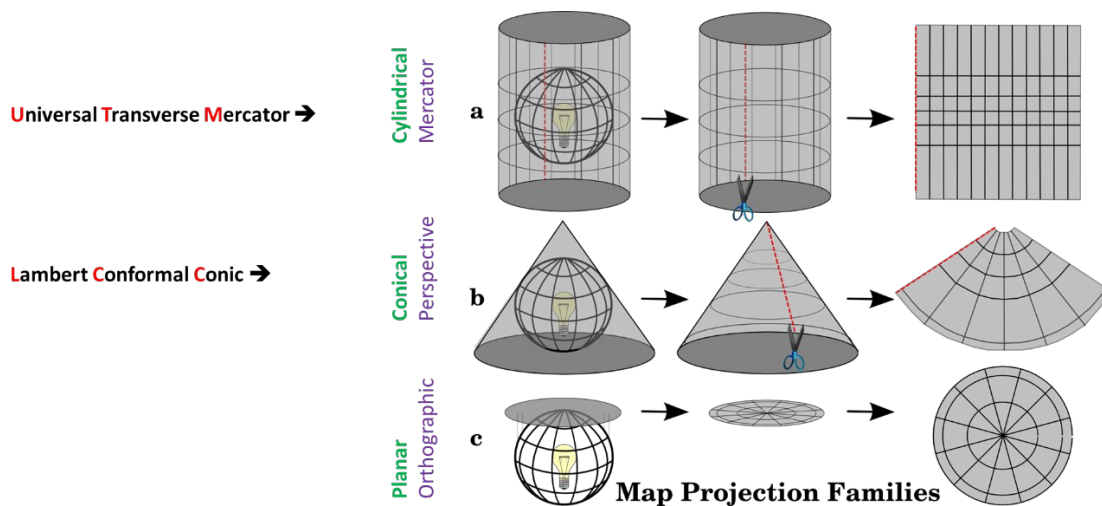 Universal Transverse Mercator ➔
Cylindrical
Mercator
a
Lambert Conformal Conic ➔
Conical
Perspective
b
Planar
Orthographic
c
Map Projection Families